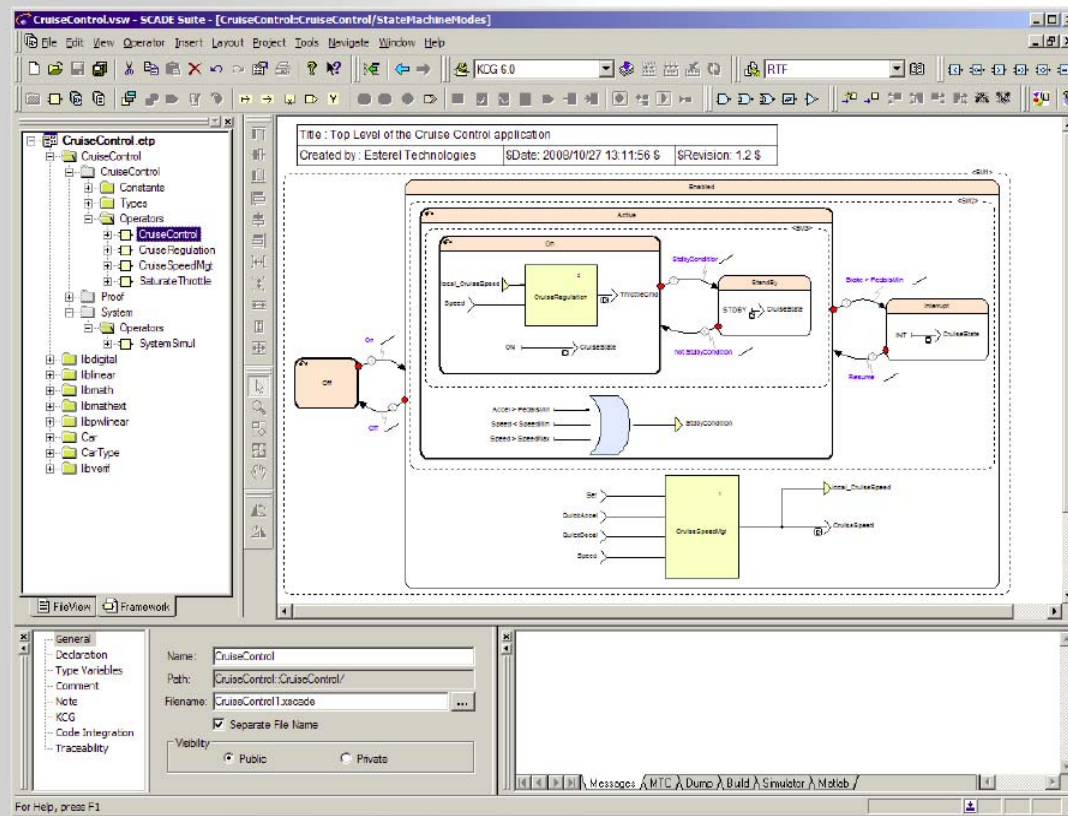 CruiseControl.vsw - SCADE Suite - [CruiseControl::CruiseControl/StateMachineModes]
File Edit View Operator Insert Layout Project Tools Navigate Window Help
KCG 6.0
RTF
CruiseControl.etp
CruiseControl
CruiseControl
Constants
Types
Operators
CruiseControl
CruiseRegulation
CruiseSpeedMgt
SaturateThrottle
Proof
System
Operators
SystemSimul
libdigital
liblinear
libmath
libmathext
libpwlinear
Car
CarType
libverif
FileView Framework
Title : Top Level of the Cruise Control application
Created by : Esterel Technologies $Date: 2008/10/27 13:11:56 $ $Revision: 1.2 $
<SM1>
Enabled
<SM2>
Active
<SM3>
On
local_CruiseSpeed
Speed
CruiseRegulation
ThrottleCmd
ON
CruiseState
StdbyCondition
StandBy
STDBY
CruiseState
not StdbyCondition
Brake > PedalsMin
Interrupt
INT
CruiseState
Resume
On
Off
Off
Accel > PedalsMin
Speed < SpeedMin
Speed > SpeedMax
StdbyCondition
Set
QuickAccel
QuickDecel
Speed
CruiseSpeedMgt
local_CruiseSpeed
CruiseSpeed
General
Declaration
Type Variables
Comment
Note
KCG
Code Integration
Traceability
Name: CruiseControl
Path: CruiseControl::CruiseControl/
Filename: CruiseControl1.xscade ...
Separate File Name
Visibility
Public Private
Messages MTC Dump Build Simulator Matlab
For Help, press F1